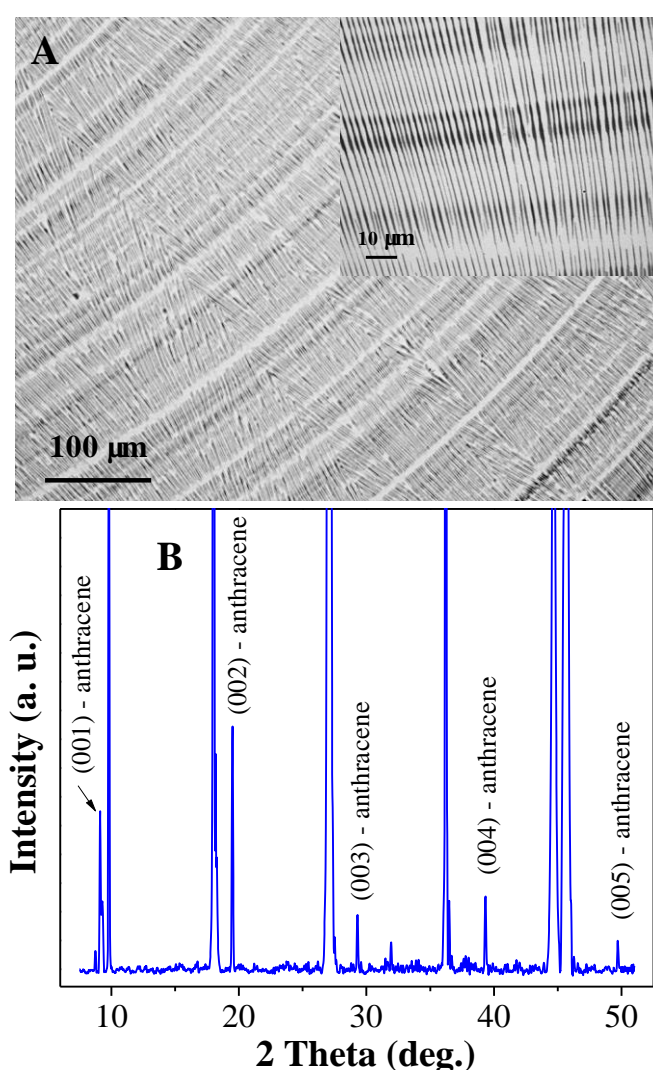 A
10 μm
100 μm
B
(001) - anthracene
(002) - anthracene
(003) - anthracene
(004) - anthracene
(005) - anthracene
Intensity (a. u.)
10 20 30 40 50
2 Theta (deg.)